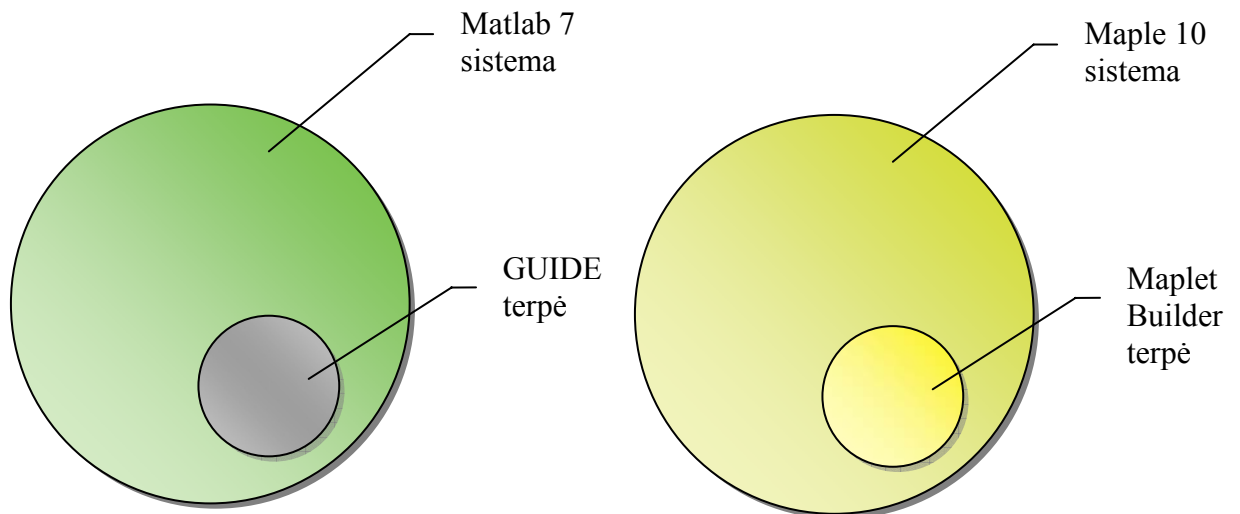 Matlab 7
sistema
GUIDE
terpė
Maple 10
sistema
Maplet
Builder
terpė